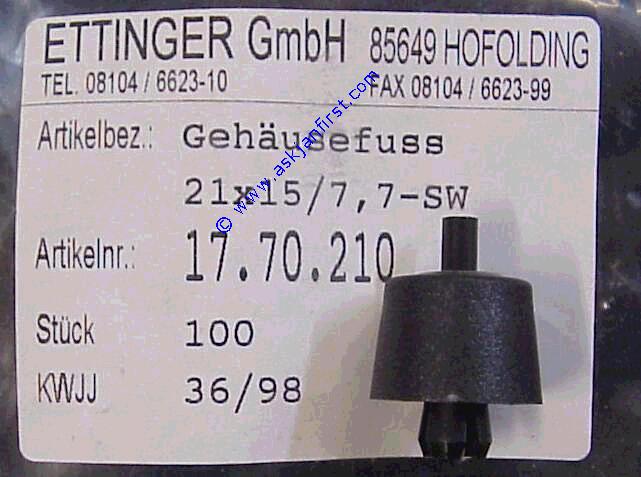 ETTINGER GmbH 85649 HOFOLDING
TEL. 08104 / 6623-10 FAX 08104 / 6623-99
Artikelbez.: Gehäusefuss
21x15/7,7-SW
Artikelnr.: 17.70.210
Stück 100
KWJJ 36/98
© www.askjanfirst.com